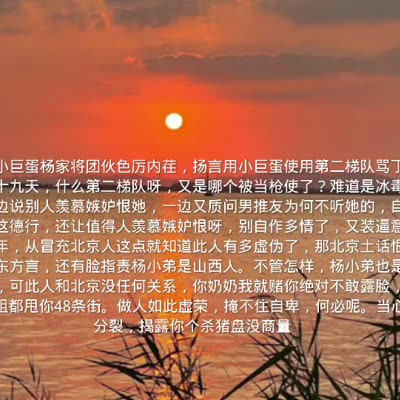 小巨蛋杨家将团伙色厉内荏，扬言用小巨蛋使用第二梯队骂丁
十九天，什么第二梯队呀，又是哪个被当枪使了？难道是冰毒
边说别人羡慕嫉妒恨她，一边又质问男推友为何不听她的，自
这德行，还让值得人羡慕嫉妒恨呀，别自作多情了，又装逼意
年，从冒充北京人这点就知道此人有多虚伪了，那北京土话恨
东方言，还有脸指责杨小弟是山西人。不管怎样，杨小弟也是
，可此人和北京没任何关系，你奶奶我就赌你绝对不敢露脸，
姐都甩你48条街。做人如此虚荣，掩不住自卑，何必呢。当心
分裂，揭露你个杀猪盘没商量